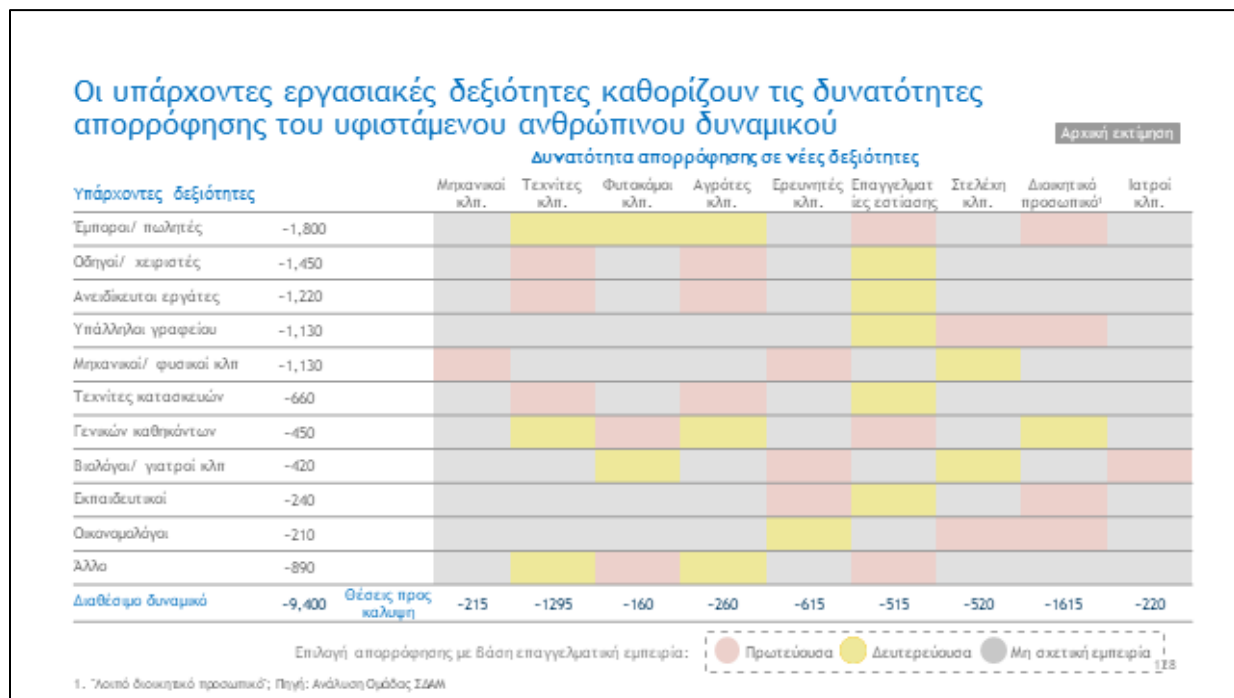 Οι υπάρχοντες εργασιακές δεξιότητες καθορίζουν τις δυνατότητες
απορρόφησης του υφιστάμενου ανθρώπινου δυναμικού
Αρχική εκτίμηση
Δυνατότητα απορρόφησης σε νέες δεξιότητες
Υπάρχοντες δεξιότητες
Μηχανικοί κλπ.
Τεχνίτες κλπ.
Φυτοκόμοι κλπ.
Αγρότες κλπ.
Ερευνητές κλπ.
Επαγγελματ
ίες εστίασης
Στελέχη κλπ.
Διοικητικό
προσωπικό¹
Ιατροί κλπ.
Έμποροι/ πωλητές ~1,800
Οδηγοί/ χειριστές ~1,450
Ανειδίκευτοι εργάτες ~1,220
Υπάλληλοι γραφείου ~1,130
Μηχανικοί/ φυσικοί κλπ ~1,130
Τεχνίτες κατασκευών ~660
Γενικών καθηκόντων ~450
Βιολόγοι/ γιατροί κλπ ~420
Εκπαιδευτικοί ~240
Οικονομολόγοι ~210
Άλλο ~890
Διαθέσιμο δυναμικό ~9,400 Θέσεις προς καλυψη ~215 ~1295 ~160 ~260 ~615 ~515 ~520 ~1615 ~220
Επιλογή απορρόφησης με βάση επαγγελματική εμπειρία: Πρωτεύουσα Δευτερεύουσα Μη σχετική εμπειρία
128
1. "Λοιπό διοικητικό προσωπικό"; Πηγή: Ανάλυση Ομάδας ΣΔΑΜ